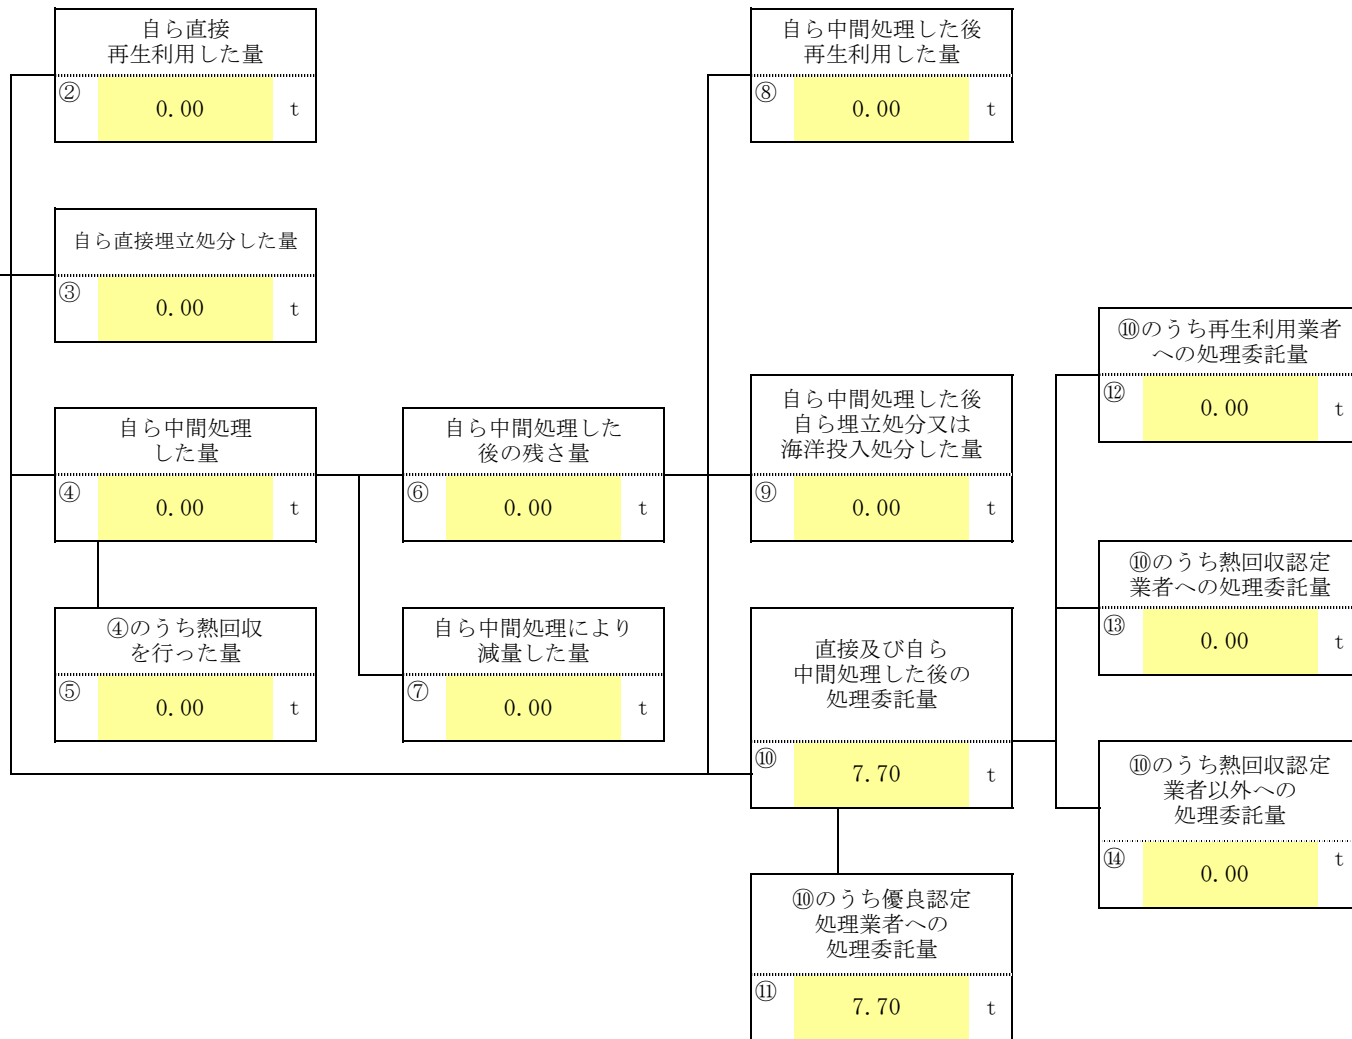 自ら直接
再生利用した量
②
0.00
t
自ら中間処理した後
再生利用した量
⑧
0.00
t
自ら直接埋立処分した量
③
0.00
t
⑩のうち再生利用業者
への処理委託量
⑫
0.00
t
自ら中間処理
した量
④
0.00
t
自ら中間処理した
後の残さ量
⑥
0.00
t
自ら中間処理した後
自ら埋立処分又は
海洋投入処分した量
⑨
0.00
t
⑩のうち熱回収認定
業者への処理委託量
⑬
0.00
t
④のうち熱回収
を行った量
⑤
0.00
t
自ら中間処理により
減量した量
⑦
0.00
t
直接及び自ら
中間処理した後の
処理委託量
⑩
7.70
t
⑩のうち熱回収認定
業者以外への
処理委託量
⑭
0.00
t
⑩のうち優良認定
処理業者への
処理委託量
⑪
7.70
t